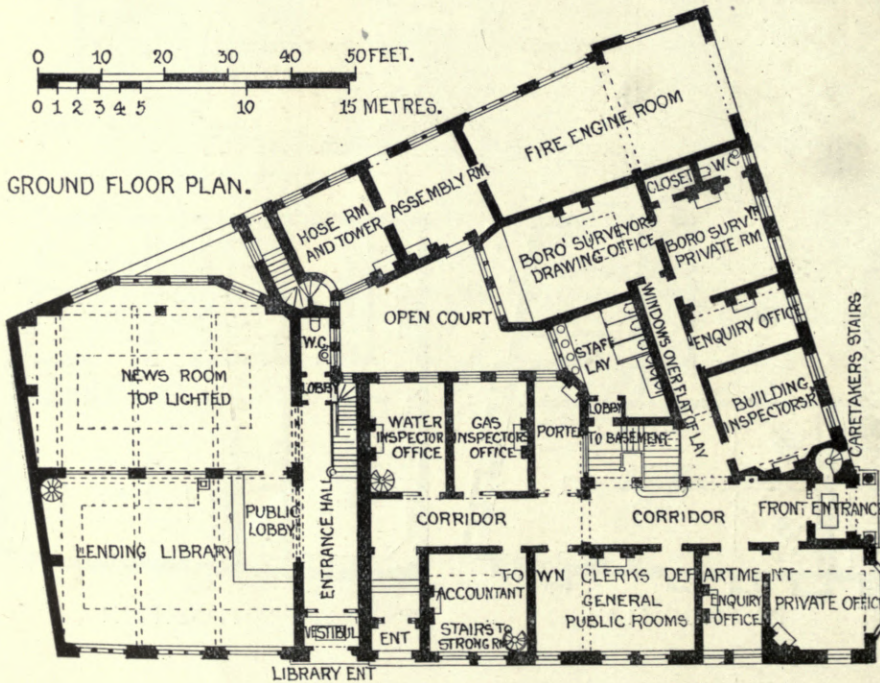 0 10 20 30 40 50 FEET.
0 1 2 3 4 5 10 15 METRES.
GROUND FLOOR PLAN.
FIRE ENGINE ROOM
HOSE RM
AND TOWER
ASSEMBLY RM
CLOSET
W.C.
BORO' SURVEYORS
DRAWING OFFICE
BORO SURVYR
PRIVATE RM
OPEN COURT
WINDOWS OVER FLAT OF LAY
ENQUIRY OFFICE
STAFF
LAY
BUILDING
INSPECTORS R
CARETAKERS STAIRS
W.C.
LOBBY
NEWS ROOM
TOP LIGHTED
WATER
INSPECTOR
OFFICE
GAS
INSPECTORS
OFFICE
PORTER
LOBBY
TO BASEMENT
PUBLIC
LOBBY
LENDING LIBRARY
ENTRANCE HALL
CORRIDOR
CORRIDOR
FRONT ENTRANCE
TOWN CLERKS DEPARTMENT
ACCOUNTANT
STAIRS TO
STRONG RM
GENERAL
PUBLIC ROOMS
ENQUIRY
OFFICE
PRIVATE OFFICE
VESTIBUL
ENT
LIBRARY ENT